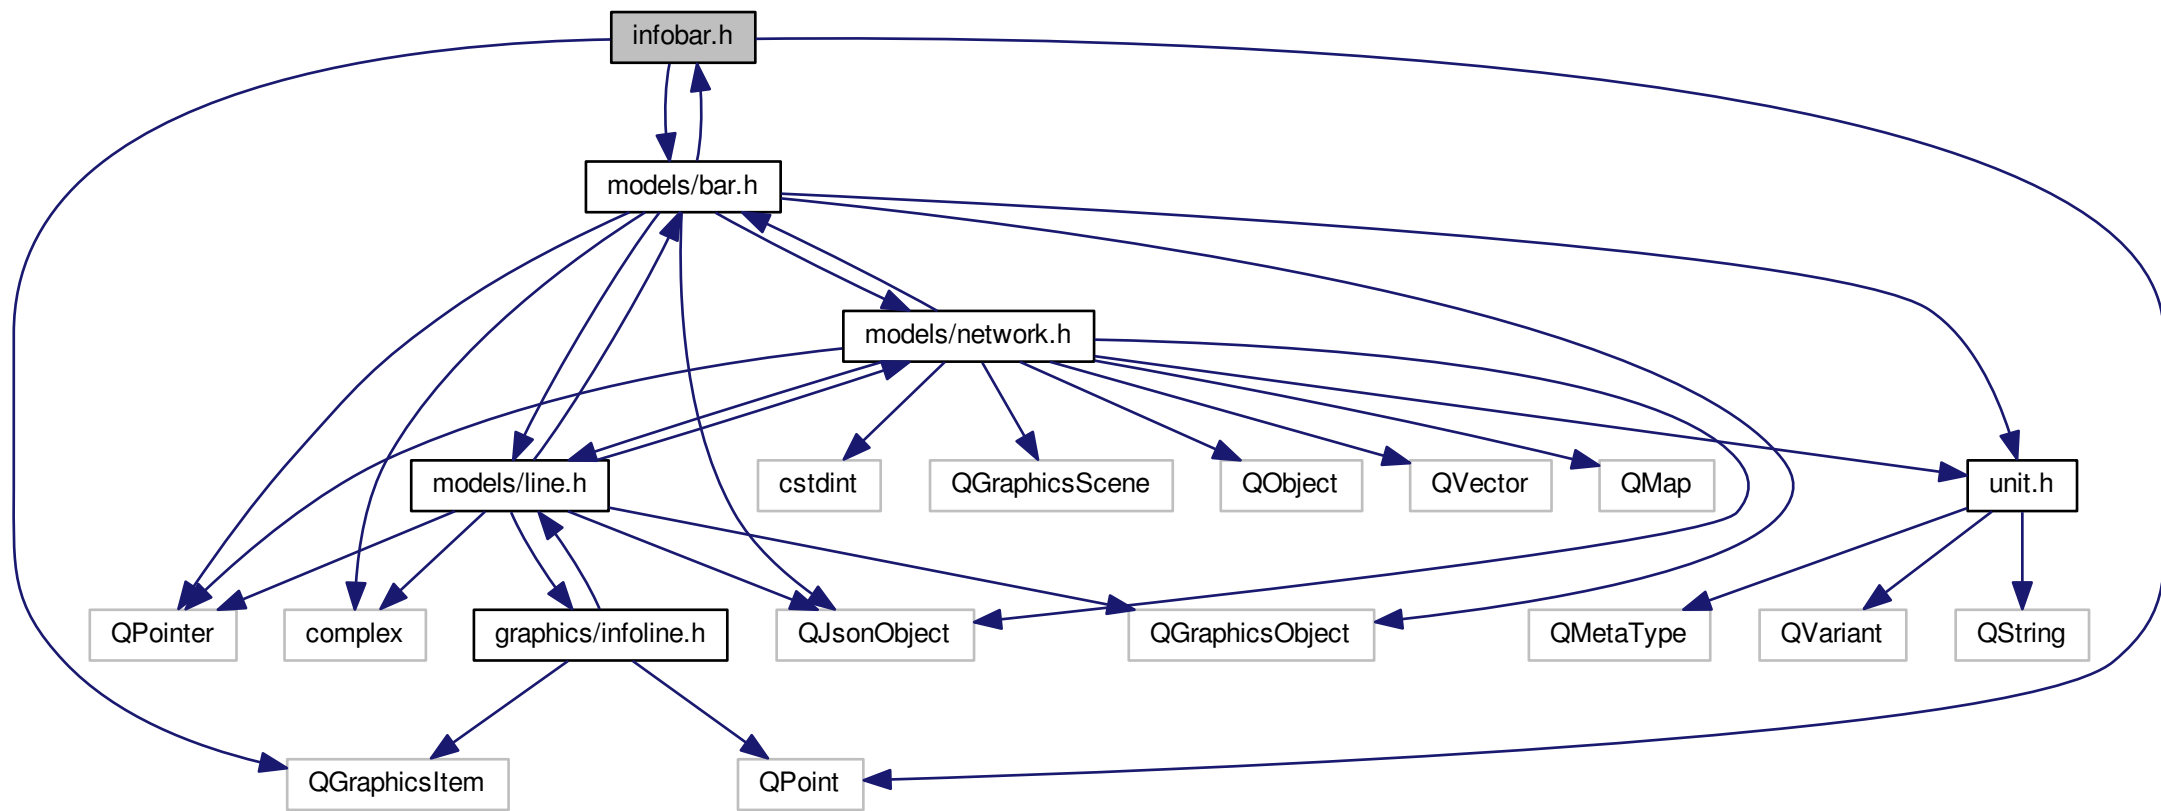 infobar.h
models/bar.h
models/network.h
models/line.h
cstdint
QGraphicsScene
QObject
QVector
QMap
unit.h
QPointer
complex
graphics/infoline.h
QJsonObject
QGraphicsObject
QMetaType
QVariant
QString
QGraphicsItem
QPoint